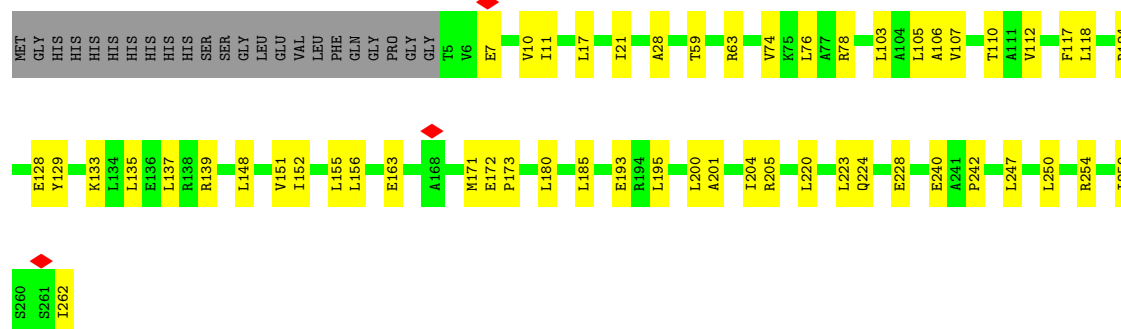 MET GLY HIS HIS HIS HIS HIS HIS HIS HIS SER SER GLY LEU GLU VAL LEU PHE GLN GLY PRO GLY GLY T5 V6 E7 V10 I11 L17 I21 A28 T59 R63 V74 K75 L76 A77 R78 L103 A104 L105 A106 V107 T110 A111 V112 F117 L118
E128 Y129 K133 L134 L135 E136 L137 R138 R139 L148 V151 I152 L155 L156 E163 A168 M171 E172 P173 L180 L185 E193 R194 L195 L200 A201 I204 R205 L220 L223 Q224 E228 E240 A241 P242 L247 L250 R254
S260 S261 I262